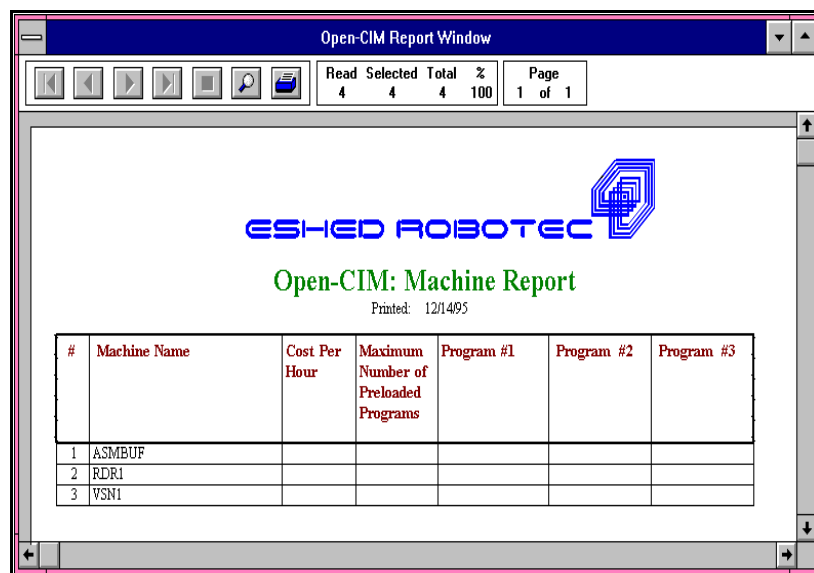 Open-CIM Report Window
Read Selected Total % Page
4 4 4 100 1 of 1
ESHED ROBOTEC
Open-CIM: Machine Report
Printed: 12/14/95
# Machine Name Cost Per Hour Maximum Number of Preloaded Programs Program #1 Program #2 Program #3
1 ASMBUF
2 RDR1
3 VSN1